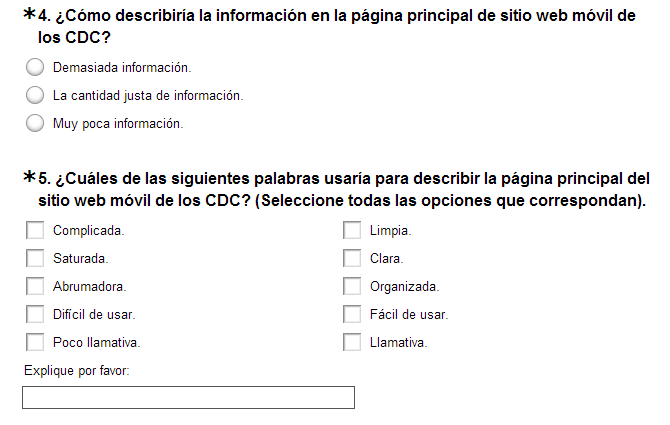 *4. ¿Cómo describiría la información en la página principal de sitio web móvil de
los CDC?
Demasiada información.
La cantidad justa de información.
Muy poca información.
*5. ¿Cuáles de las siguientes palabras usaría para describir la página principal del
sitio web móvil de los CDC? (Seleccione todas las opciones que correspondan).
Complicada.
Saturada.
Abrumadora.
Difícil de usar.
Poco llamativa.
Limpia.
Clara.
Organizada.
Fácil de usar.
Llamativa.
Explique por favor: